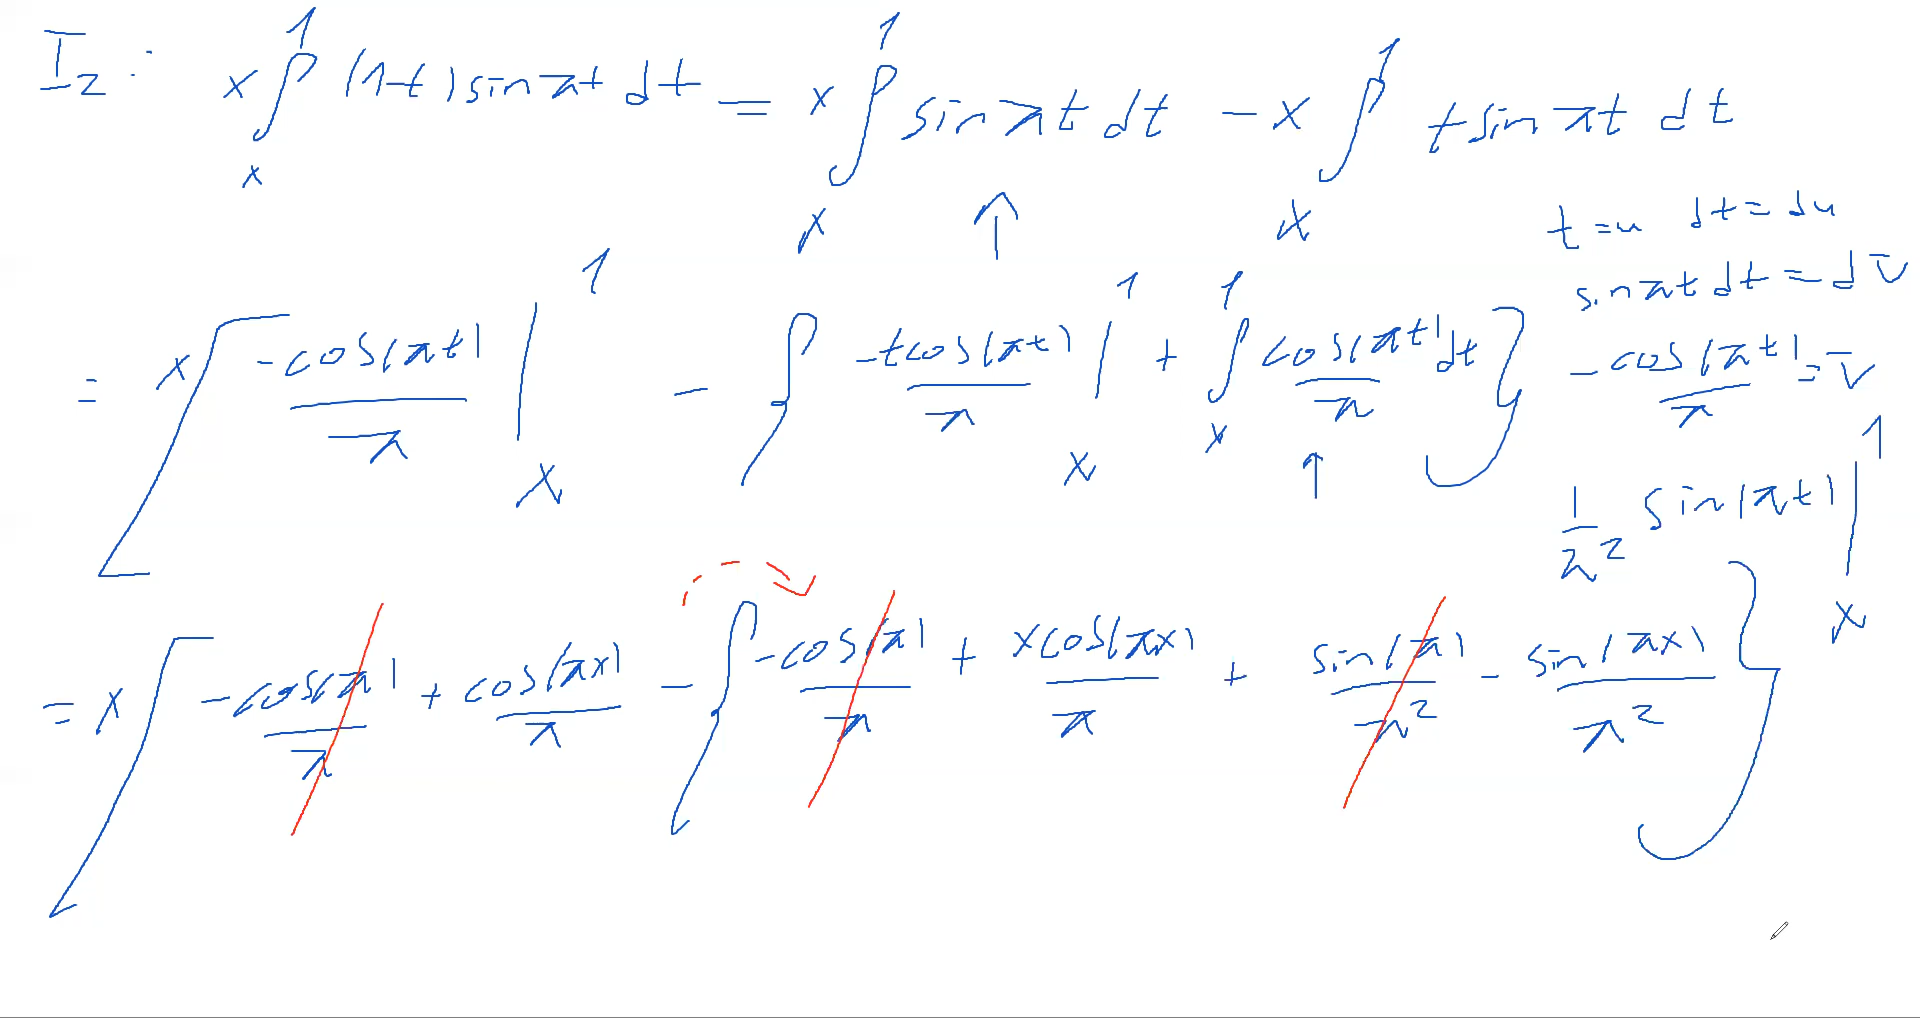 I₂ : x ∫_x^1 (1-t) sin πt dt = x ∫_x^1 sin πt dt - x ∫_x^1 t sin πt dt
t = u dt = du
sin πt dt = dv
= x [ -cos(πt)/π |_x^1 - { -t cos(πt)/π |_x^1 + ∫_x^1 cos(πt)/π dt }
-cos(πt)/π = v
1/π² sin(πt) |_x^1
= x [ -cos(π)/π + cos(πx)/π - { -cos(π)/π + x cos(πx)/π + sin(π)/π² - sin(πx)/π² }